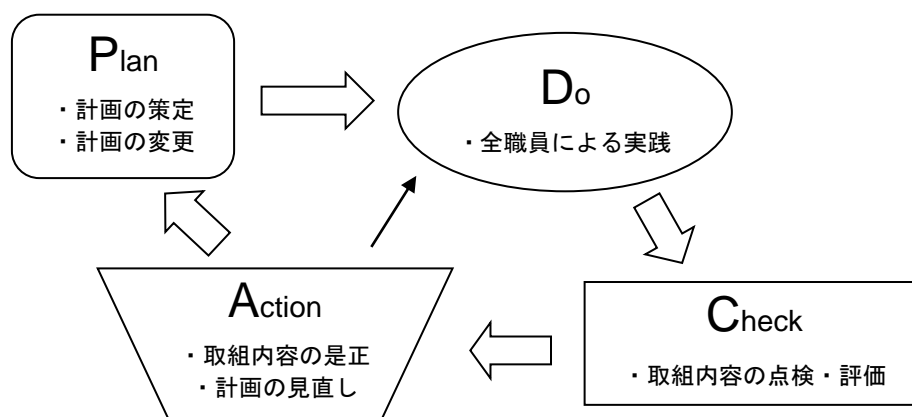 Plan
・計画の策定
・計画の変更
Do
・全職員による実践
Check
・取組内容の点検・評価
Action
・取組内容の是正
・計画の見直し